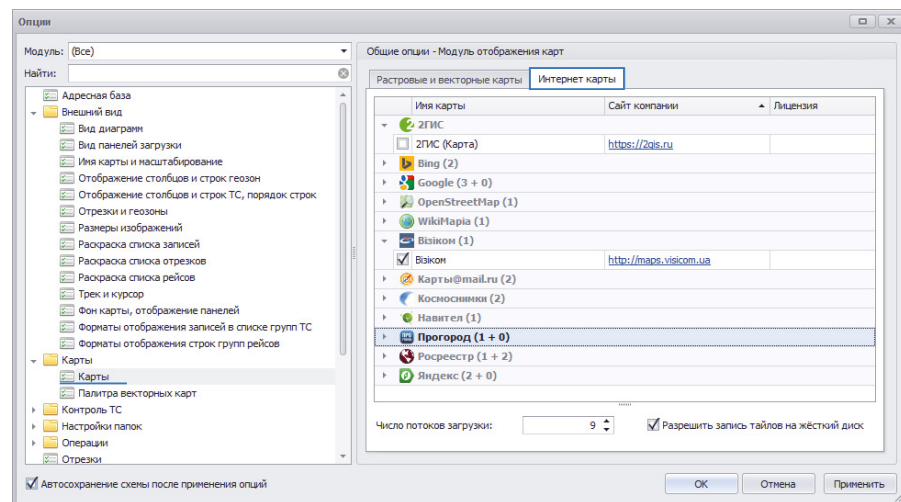 Опции
Модуль: (Все)
Найти:
Адресная база
Внешний вид
Вид диаграмм
Вид панелей загрузки
Имя карты и масштабирование
Отображение столбцов и строк геозон
Отображение столбцов и строк ТС, порядок строк
Отрезки и геозоны
Размеры изображений
Раскраска списка записей
Раскраска списка отрезков
Раскраска списка рейсов
Трек и курсор
Фон карты, отображение панелей
Форматы отображения записей в списке групп ТС
Форматы отображения строк групп рейсов
Карты
Карты
Палитра векторных карт
Контроль ТС
Настройки папок
Операции
Отрезки
Общие опции - Модуль отображения карт
Растровые и векторные карты Интернет карты
Имя карты Сайт компании Лицензия
2ГИС
2ГИС (Карта) https://2gis.ru
Bing (2)
Google (3 + 0)
OpenStreetMap (1)
WikiMapia (1)
Візіком (1)
Візіком http://maps.visicom.ua
Карты@mail.ru (2)
Космоснимки (2)
Навител (1)
Прогород (1 + 0)
Росреестр (1 + 2)
Яндекс (2 + 0)
Число потоков загрузки: 9 Разрешить запись тайлов на жёсткий диск
Автосохранение схемы после применения опций
ОК Отмена Применить